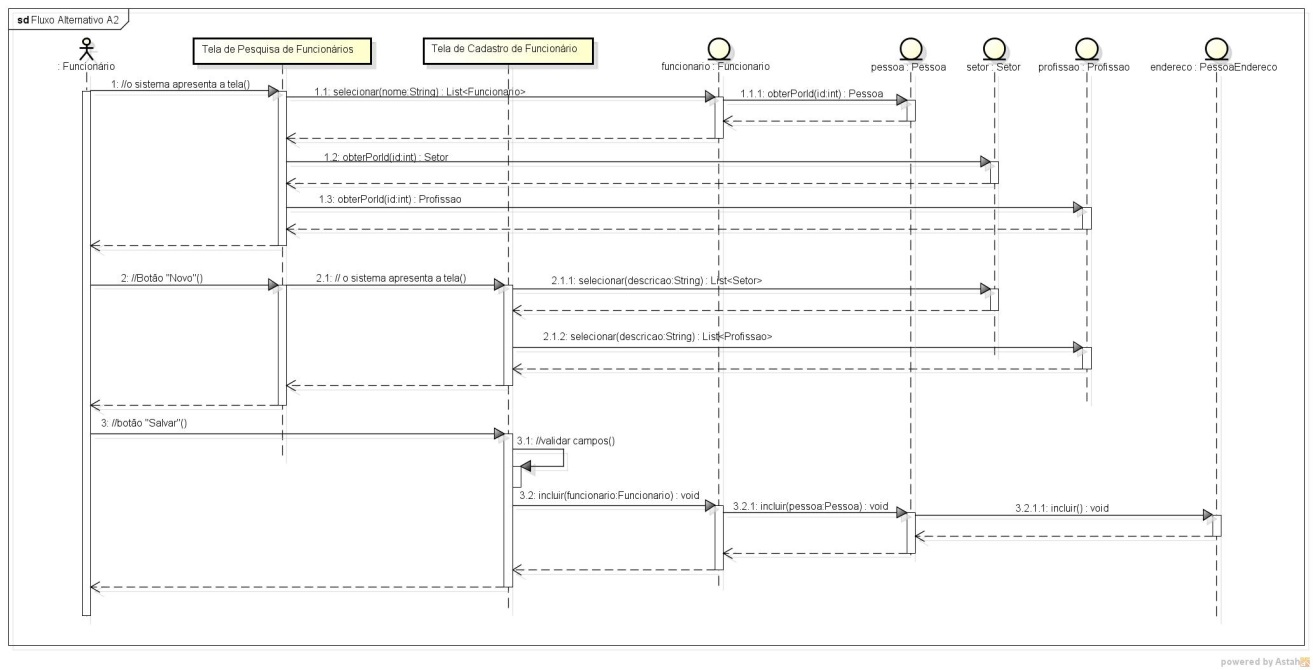 sd Fluxo Alternativo A2
: Funcionário
Tela de Pesquisa de Funcionários
Tela de Cadastro de Funcionário
funcionario : Funcionario
pessoa : Pessoa
setor : Setor
profissao : Profissao
endereco : PessoaEndereco
1: //o sistema apresenta a tela()
1.1: selecionar(nome:String) : List<Funcionario>
1.1.1: obterPorId(id:int) : Pessoa
1.2: obterPorId(id:int) : Setor
1.3: obterPorId(id:int) : Profissao
2: //Botão "Novo"()
2.1: // o sistema apresenta a tela()
2.1.1: selecionar(descricao:String) : List<Setor>
2.1.2: selecionar(descricao:String) : List<Profissao>
3: //botão "Salvar"()
3.1: //validar campos()
3.2: incluir(funcionario:Funcionario) : void
3.2.1: incluir(pessoa:Pessoa) : void
3.2.1.1: incluir() : void
powered by Astah